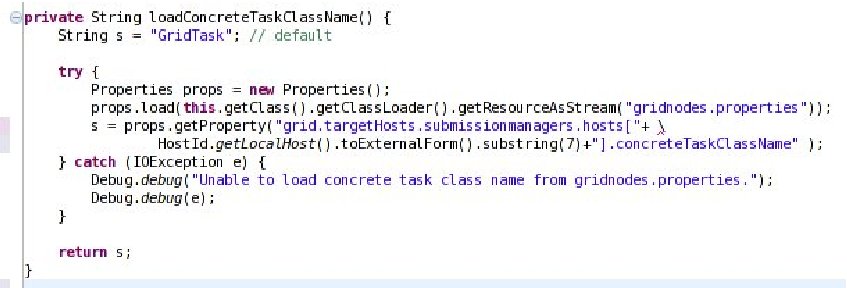 private String loadConcreteTaskClassName() {
    String s = "GridTask"; // default

    try {
        Properties props = new Properties();
        props.load(this.getClass().getClassLoader().getResourceAsStream("gridnodes.properties"));
        s = props.getProperty("grid.targetHosts.submissionmanagers.hosts["+ \
                HostId.getLocalHost().toExternalForm().substring(7)+"].concreteTaskClassName" );
    } catch (IOException e) {
        Debug.debug("Unable to load concrete task class name from gridnodes.properties.");
        Debug.debug(e);
    }

    return s;
}